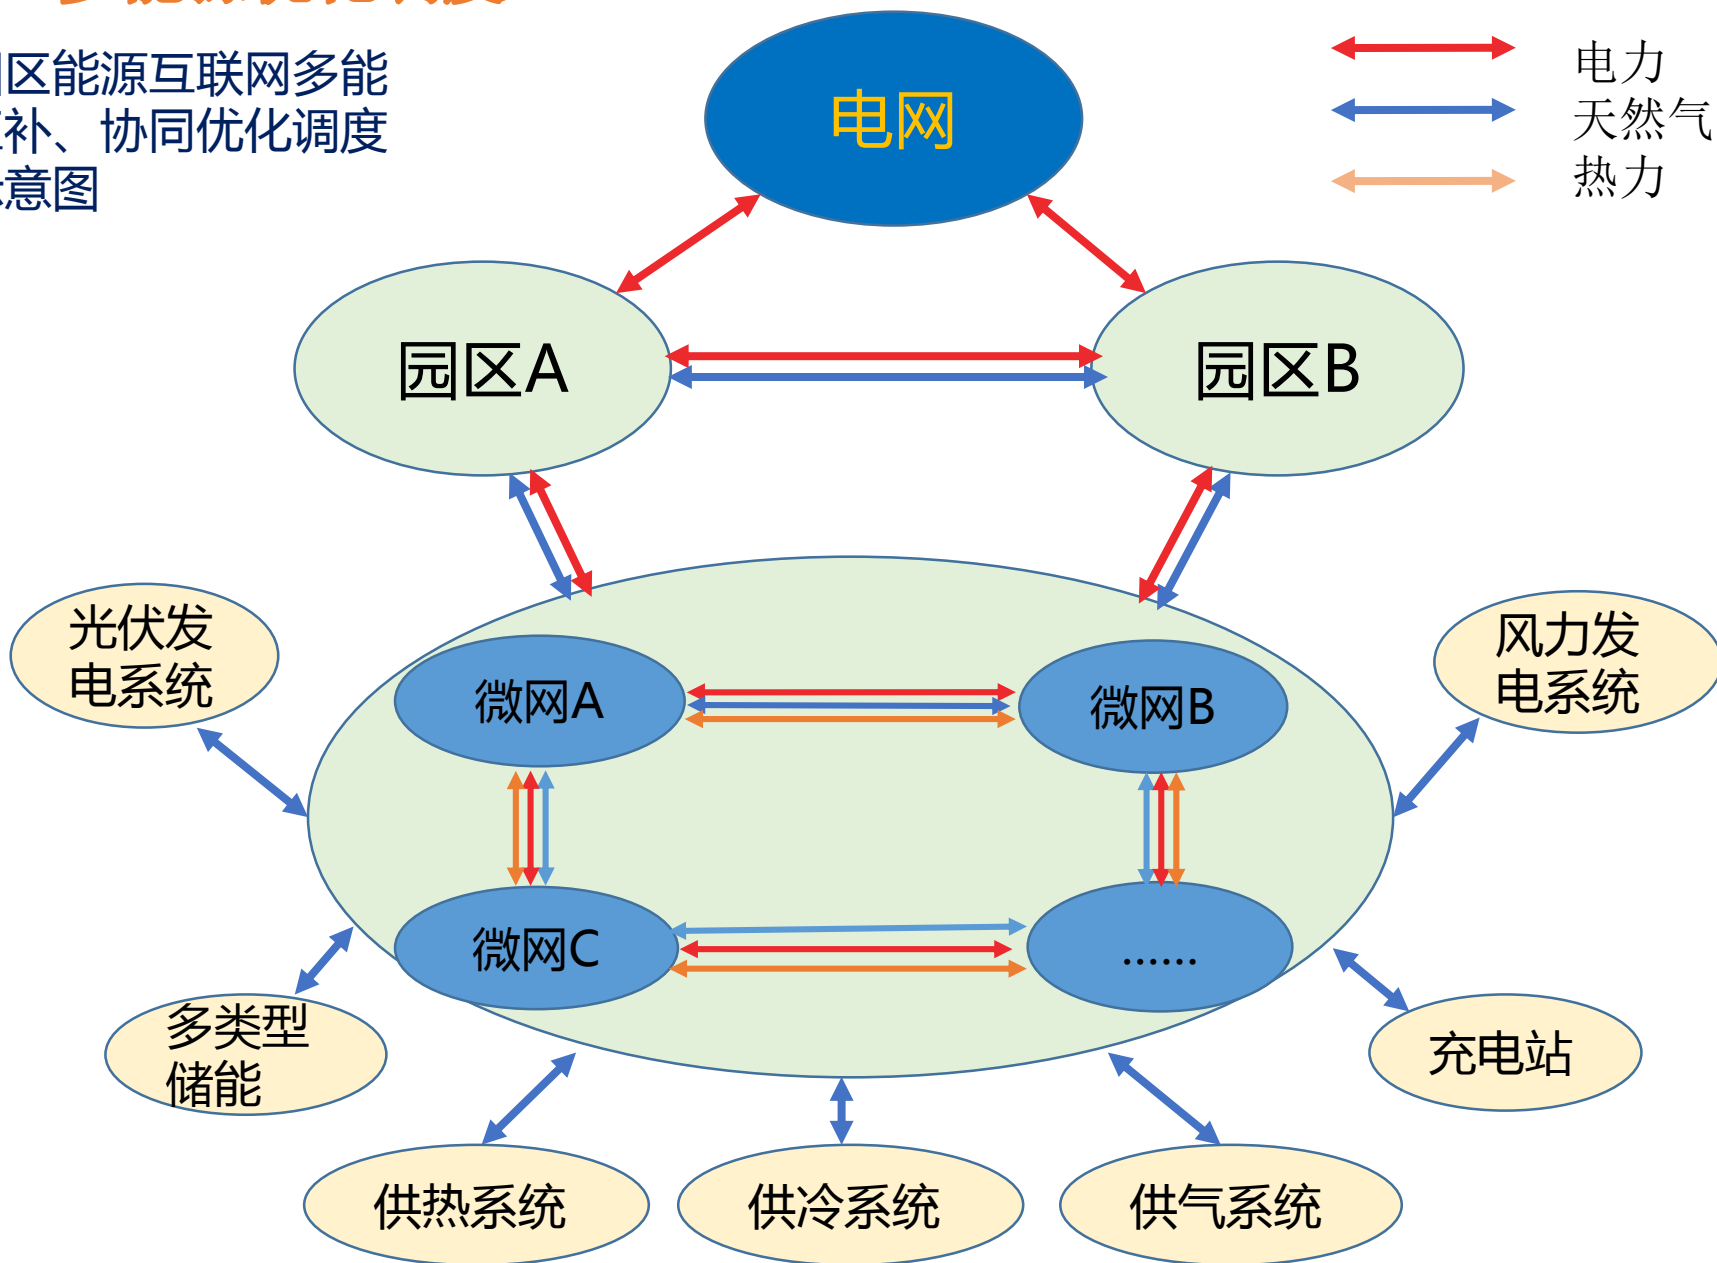 区能源互联网多能
补、协同优化调度
意图
电网
电力
天然气
热力
园区A
园区B
光伏发
电系统
风力发
电系统
微网A
微网B
微网C
......
多类型
储能
充电站
供热系统
供冷系统
供气系统